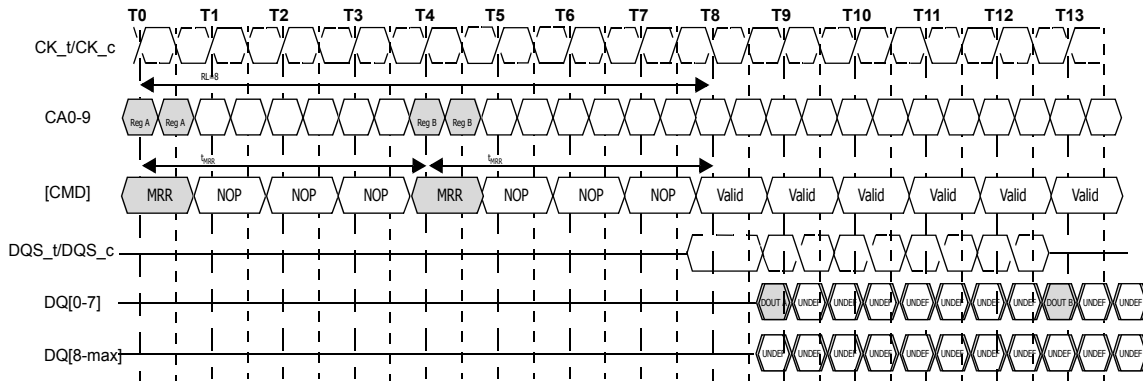 T0 T1 T2 T3 T4 T5 T6 T7 T8 T9 T10 T11 T12 T13
CK_t/CK_c
RL=8
CA0-9 Reg A Reg A Reg B Reg B
tMRR tMRR
[CMD] MRR NOP NOP NOP MRR NOP NOP NOP Valid Valid Valid Valid Valid Valid
DQS_t/DQS_c
DQ[0-7] DOUT A UNDEF UNDEF UNDEF UNDEF UNDEF UNDEF UNDEF DOUT B UNDEF UNDEF
DQ[8-max] UNDEF UNDEF UNDEF UNDEF UNDEF UNDEF UNDEF UNDEF UNDEF UNDEF UNDEF